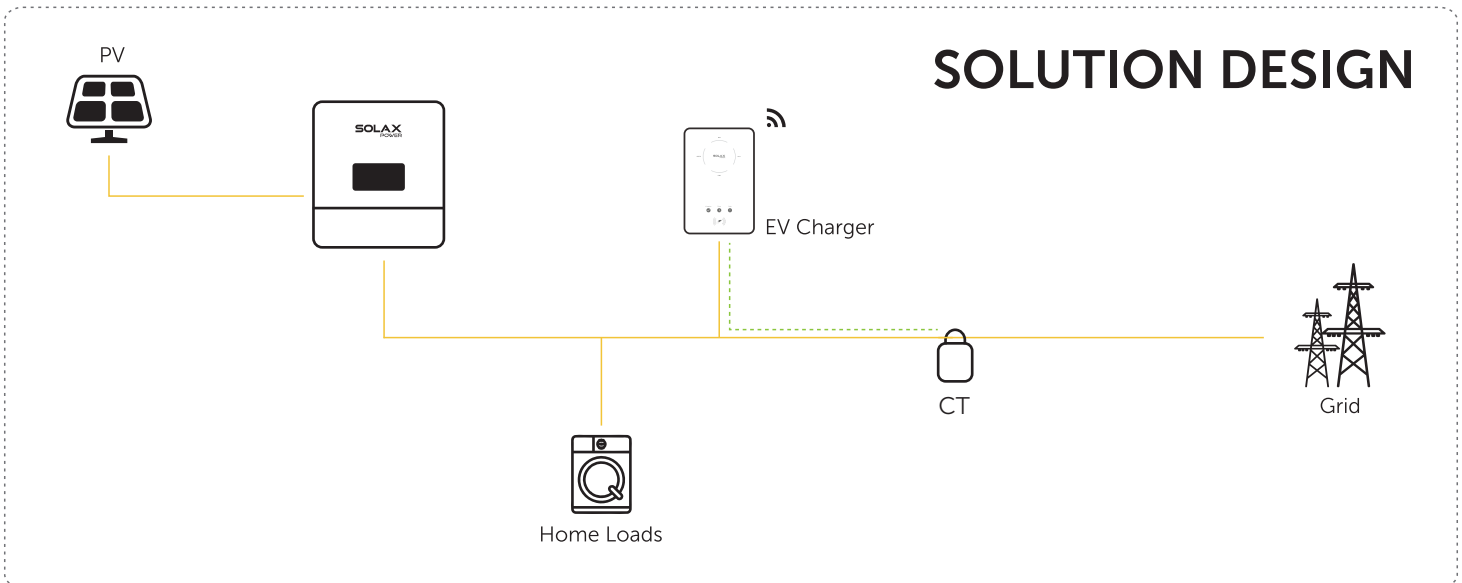 SOLUTION DESIGN
PV
SOLAX
POWER
EV Charger
CT
Grid
Home Loads